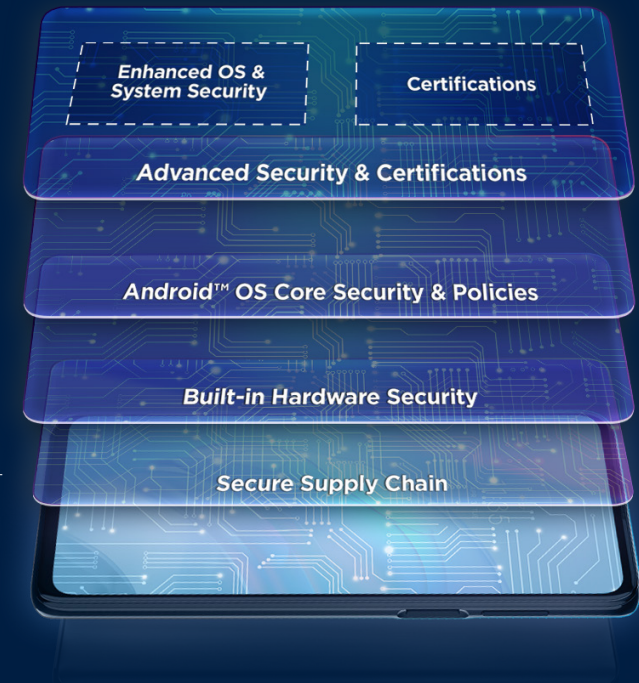 Enhanced OS &
System Security
Certifications
Advanced Security & Certifications
Android™ OS Core Security & Policies
Built-in Hardware Security
Secure Supply Chain